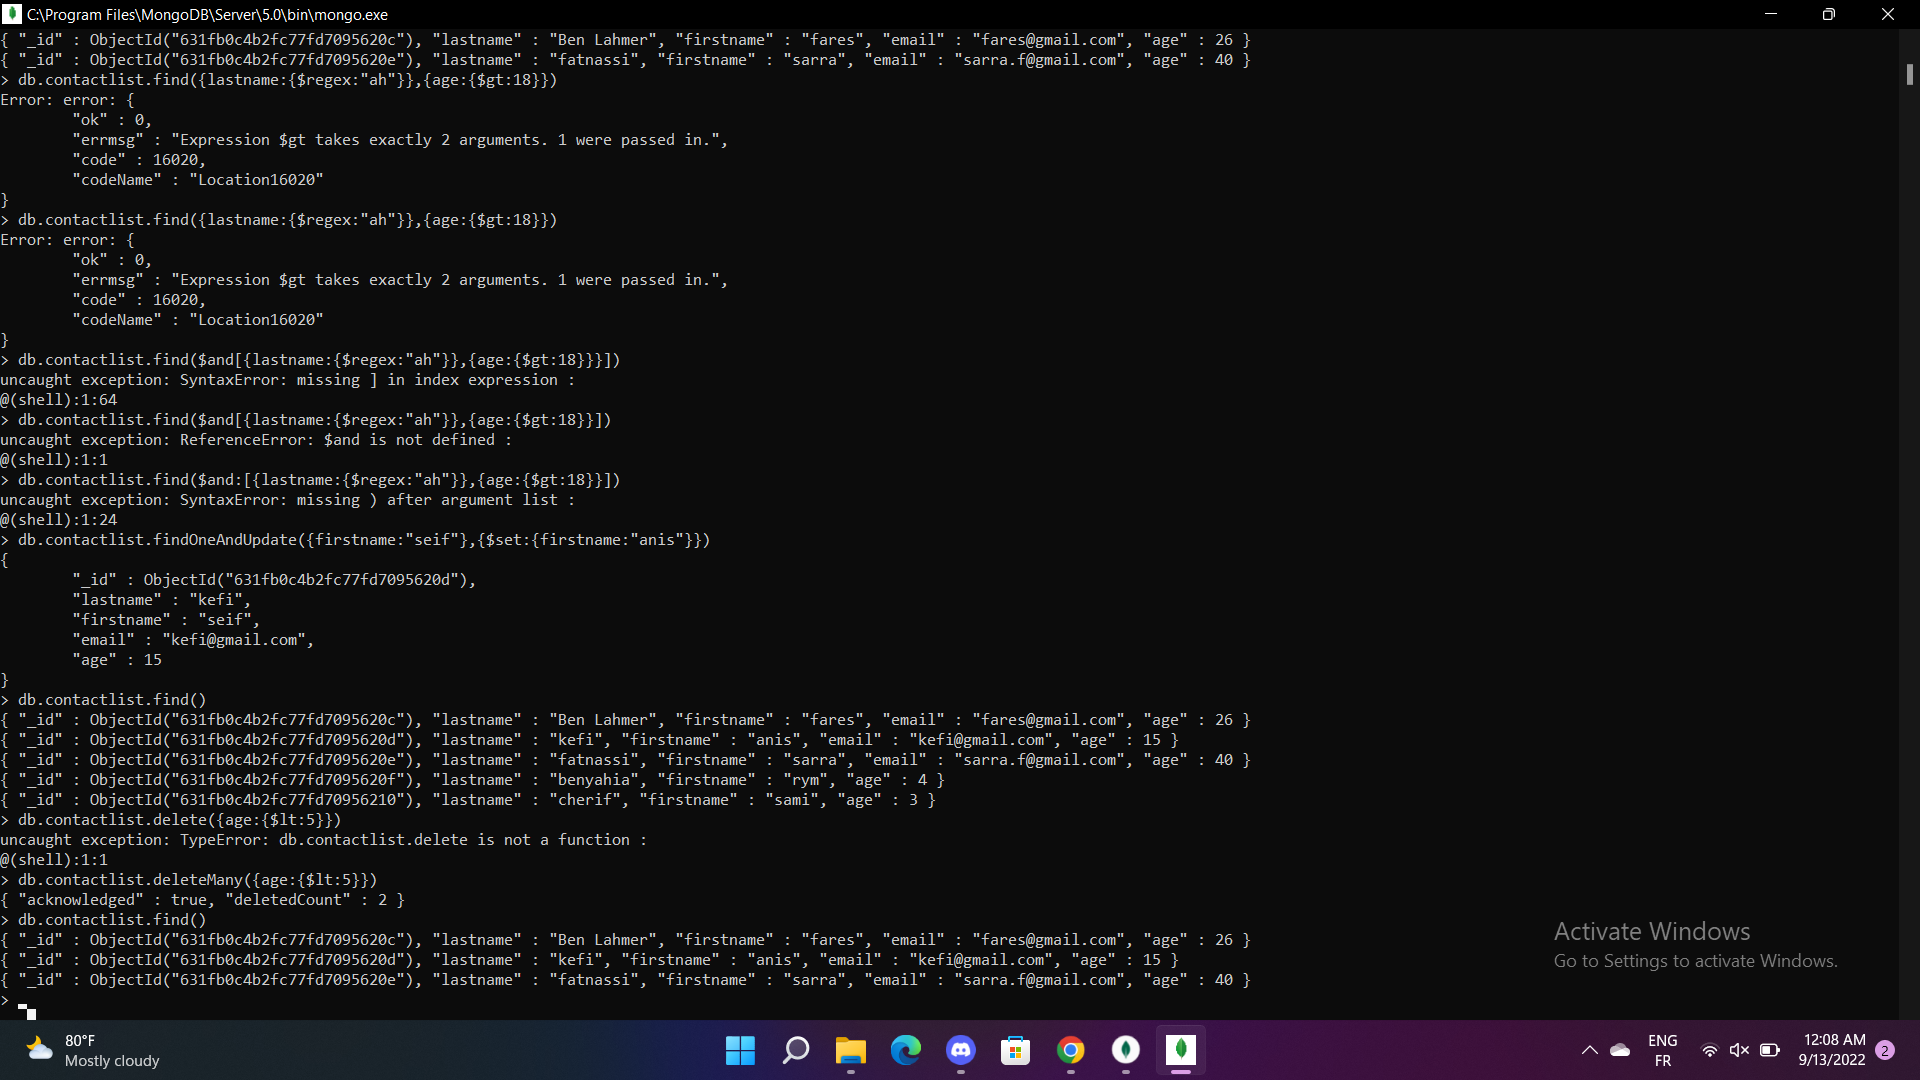 C:\Program Files\MongoDB\Server\5.0\bin\mongo.exe
{ "_id" : ObjectId("631fb0c4b2fc77fd7095620c"), "lastname" : "Ben Lahmer", "firstname" : "fares", "email" : "fares@gmail.com", "age" : 26 }
{ "_id" : ObjectId("631fb0c4b2fc77fd7095620e"), "lastname" : "fatnassi", "firstname" : "sarra", "email" : "sarra.f@gmail.com", "age" : 40 }
> db.contactlist.find({lastname:{$regex:"ah"}},{age:{$gt:18}})
Error: error: {
        "ok" : 0,
        "errmsg" : "Expression $gt takes exactly 2 arguments. 1 were passed in.",
        "code" : 16020,
        "codeName" : "Location16020"
}
> db.contactlist.find({lastname:{$regex:"ah"}},{age:{$gt:18}})
Error: error: {
        "ok" : 0,
        "errmsg" : "Expression $gt takes exactly 2 arguments. 1 were passed in.",
        "code" : 16020,
        "codeName" : "Location16020"
}
> db.contactlist.find($and[{lastname:{$regex:"ah"}},{age:{$gt:18}}}])
uncaught exception: SyntaxError: missing ] in index expression :
@(shell):1:64
> db.contactlist.find($and[{lastname:{$regex:"ah"}},{age:{$gt:18}}])
uncaught exception: ReferenceError: $and is not defined :
@(shell):1:1
> db.contactlist.find($and:[{lastname:{$regex:"ah"}},{age:{$gt:18}}])
uncaught exception: SyntaxError: missing ) after argument list :
@(shell):1:24
> db.contactlist.findOneAndUpdate({firstname:"seif"},{$set:{firstname:"anis"}})
{
        "_id" : ObjectId("631fb0c4b2fc77fd7095620d"),
        "lastname" : "kefi",
        "firstname" : "seif",
        "email" : "kefi@gmail.com",
        "age" : 15
}
> db.contactlist.find()
{ "_id" : ObjectId("631fb0c4b2fc77fd7095620c"), "lastname" : "Ben Lahmer", "firstname" : "fares", "email" : "fares@gmail.com", "age" : 26 }
{ "_id" : ObjectId("631fb0c4b2fc77fd7095620d"), "lastname" : "kefi", "firstname" : "anis", "email" : "kefi@gmail.com", "age" : 15 }
{ "_id" : ObjectId("631fb0c4b2fc77fd7095620e"), "lastname" : "fatnassi", "firstname" : "sarra", "email" : "sarra.f@gmail.com", "age" : 40 }
{ "_id" : ObjectId("631fb0c4b2fc77fd7095620f"), "lastname" : "benyahia", "firstname" : "rym", "age" : 4 }
{ "_id" : ObjectId("631fb0c4b2fc77fd70956210"), "lastname" : "cherif", "firstname" : "sami", "age" : 3 }
> db.contactlist.delete({age:{$lt:5}})
uncaught exception: TypeError: db.contactlist.delete is not a function :
@(shell):1:1
> db.contactlist.deleteMany({age:{$lt:5}})
{ "acknowledged" : true, "deletedCount" : 2 }
> db.contactlist.find()
{ "_id" : ObjectId("631fb0c4b2fc77fd7095620c"), "lastname" : "Ben Lahmer", "firstname" : "fares", "email" : "fares@gmail.com", "age" : 26 }
{ "_id" : ObjectId("631fb0c4b2fc77fd7095620d"), "lastname" : "kefi", "firstname" : "anis", "email" : "kefi@gmail.com", "age" : 15 }
{ "_id" : ObjectId("631fb0c4b2fc77fd7095620e"), "lastname" : "fatnassi", "firstname" : "sarra", "email" : "sarra.f@gmail.com", "age" : 40 }
>
Activate Windows
Go to Settings to activate Windows.
80°F
Mostly cloudy
ENG
FR
12:08 AM
9/13/2022
2